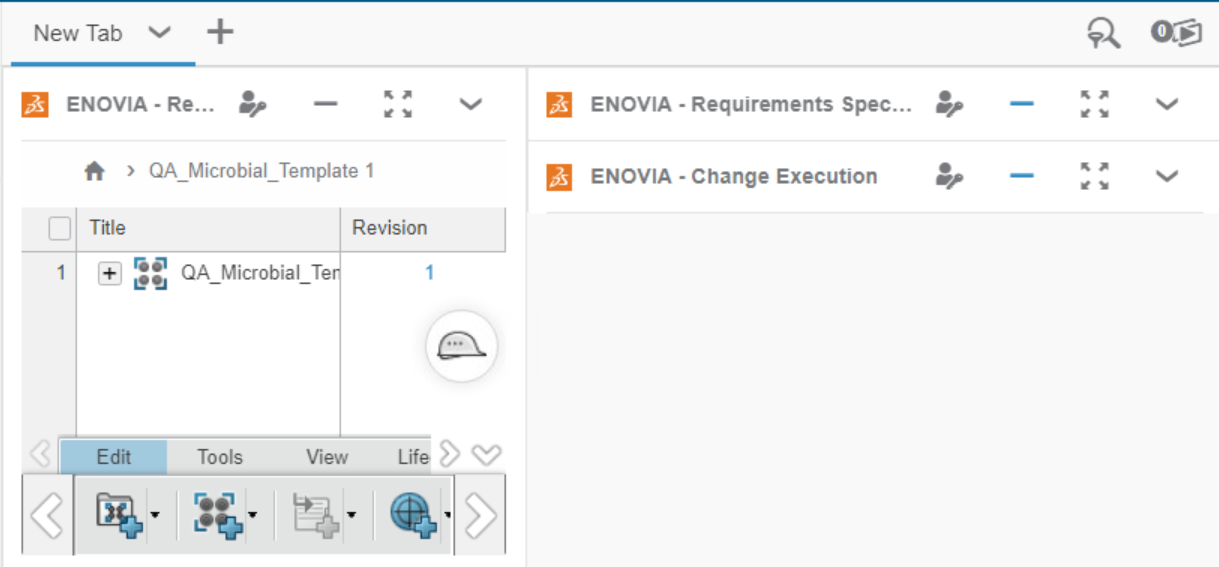 New Tab
0
ENOVIA - Re...
ENOVIA - Requirements Spec...
QA_Microbial_Template 1
ENOVIA - Change Execution
Title Revision
1 QA_Microbial_Ten 1
Edit Tools View Life